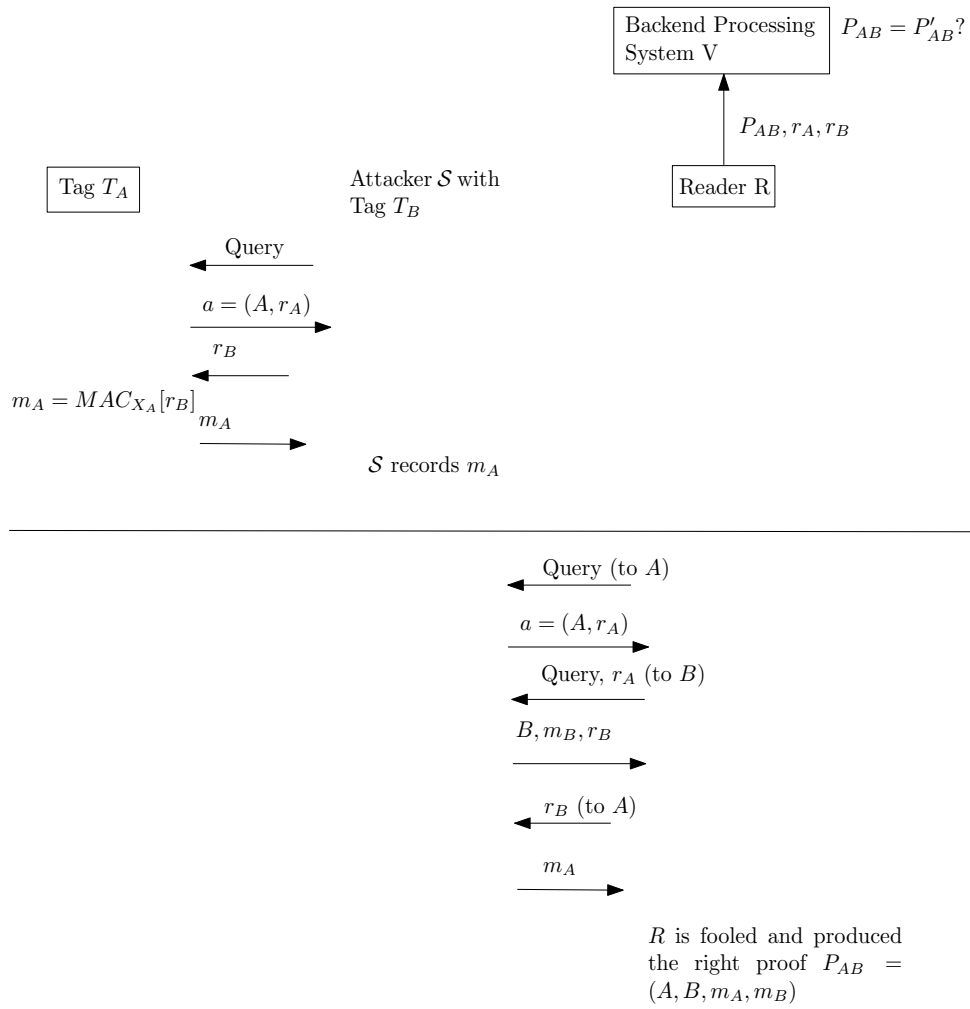 Backend Processing
System V
$P_{AB} = P'_{AB}$?
$P_{AB}, r_A, r_B$
Tag $T_A$
Attacker $\mathcal{S}$ with
Tag $T_B$
Reader R
Query
$a = (A, r_A)$
$r_B$
$m_A = MAC_{X_A}[r_B]$
$m_A$
$\mathcal{S}$ records $m_A$
Query (to $A$)
$a = (A, r_A)$
Query, $r_A$ (to $B$)
$B, m_B, r_B$
$r_B$ (to $A$)
$m_A$
$R$ is fooled and produced
the right proof $P_{AB}$ =
$(A, B, m_A, m_B)$